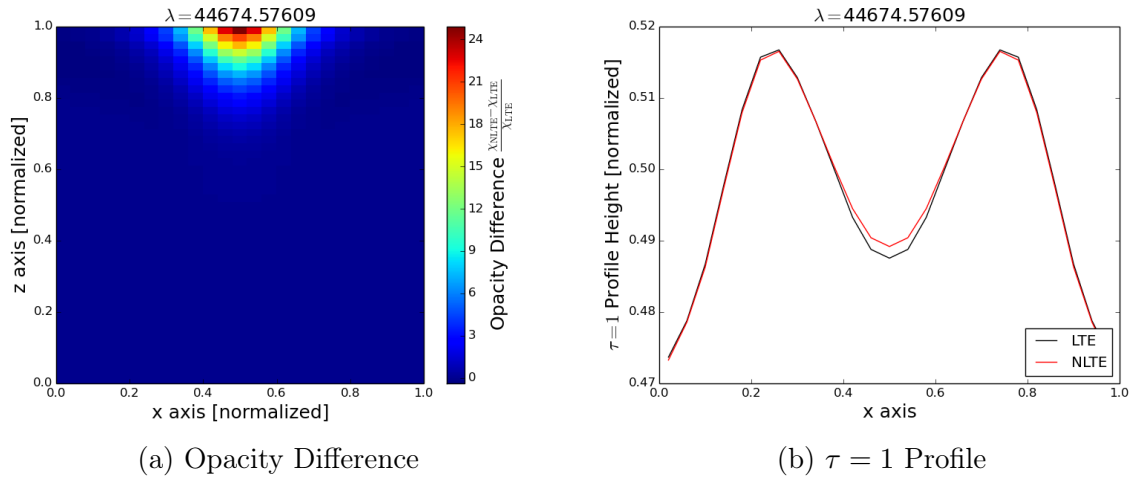 λ=44674.57609
1.0
0.8
0.6
0.4
0.2
0.0
z axis [normalized]
0.0 0.2 0.4 0.6 0.8 1.0
x axis [normalized]
24
21
18
15
12
9
6
3
0
Opacity Difference (χNLTE−χLTE)/χLTE
(a) Opacity Difference
λ=44674.57609
0.52
0.51
0.50
0.49
0.48
0.47
τ=1 Profile Height [normalized]
0.0 0.2 0.4 0.6 0.8 1.0
x axis
LTE
NLTE
(b) τ = 1 Profile